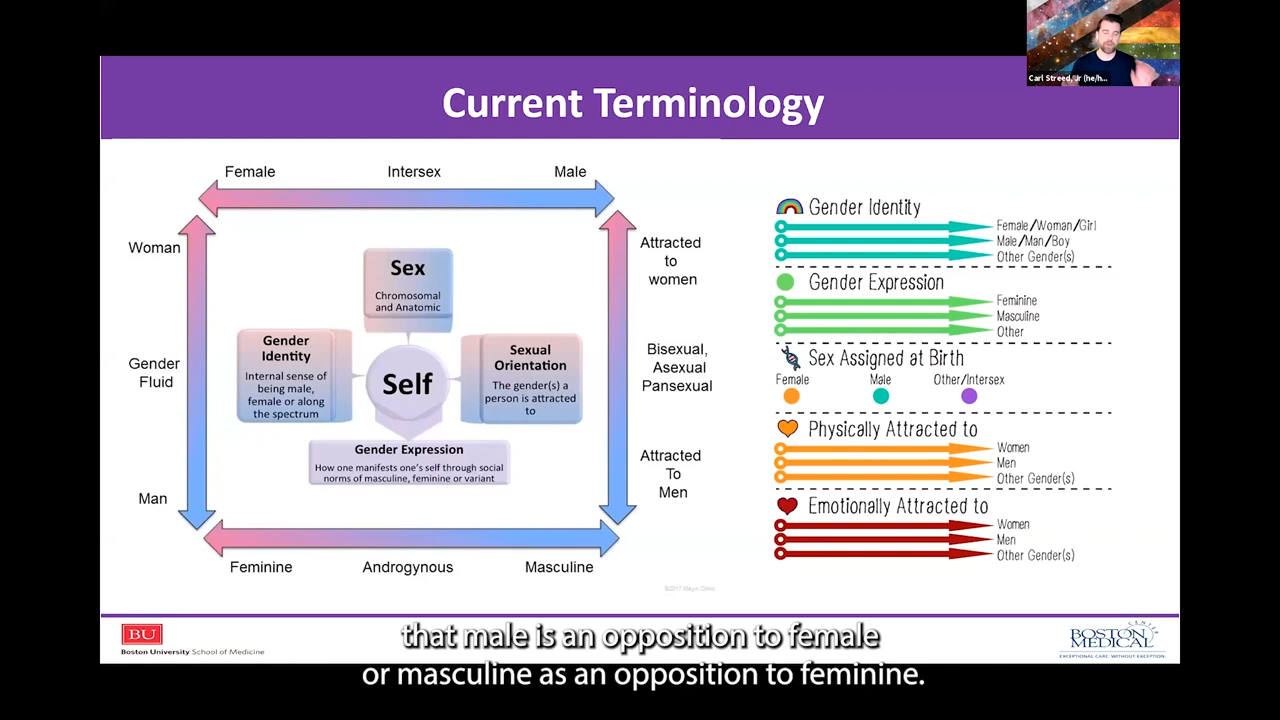 Carl Streed, Jr (he/h...
Current Terminology
Female Intersex Male
Woman
Gender
Fluid
Man
Sex
Chromosomal
and Anatomic
Gender
Identity
Internal sense of
being male,
female or along
the spectrum
Self
Sexual
Orientation
The gender(s) a
person is attracted
to
Gender Expression
How one manifests one's self through social
norms of masculine, feminine or variant
Attracted
to
women
Bisexual,
Asexual
Pansexual
Attracted
To
Men
Feminine Androgynous Masculine
Gender Identity
Female/Woman/Girl
Male/Man/Boy
Other Gender(s)
Gender Expression
Feminine
Masculine
Other
Sex Assigned at Birth
Female Male Other/Intersex
Physically Attracted to
Women
Men
Other Gender(s)
Emotionally Attracted to
Women
Men
Other Gender(s)
©2017 Mayo Clinic
BU
Boston University School of Medicine
BOSTON
MEDICAL
CENTER
EXCEPTIONAL CARE. WITHOUT EXCEPTION.
that male is an opposition to female
or masculine as an opposition to feminine.